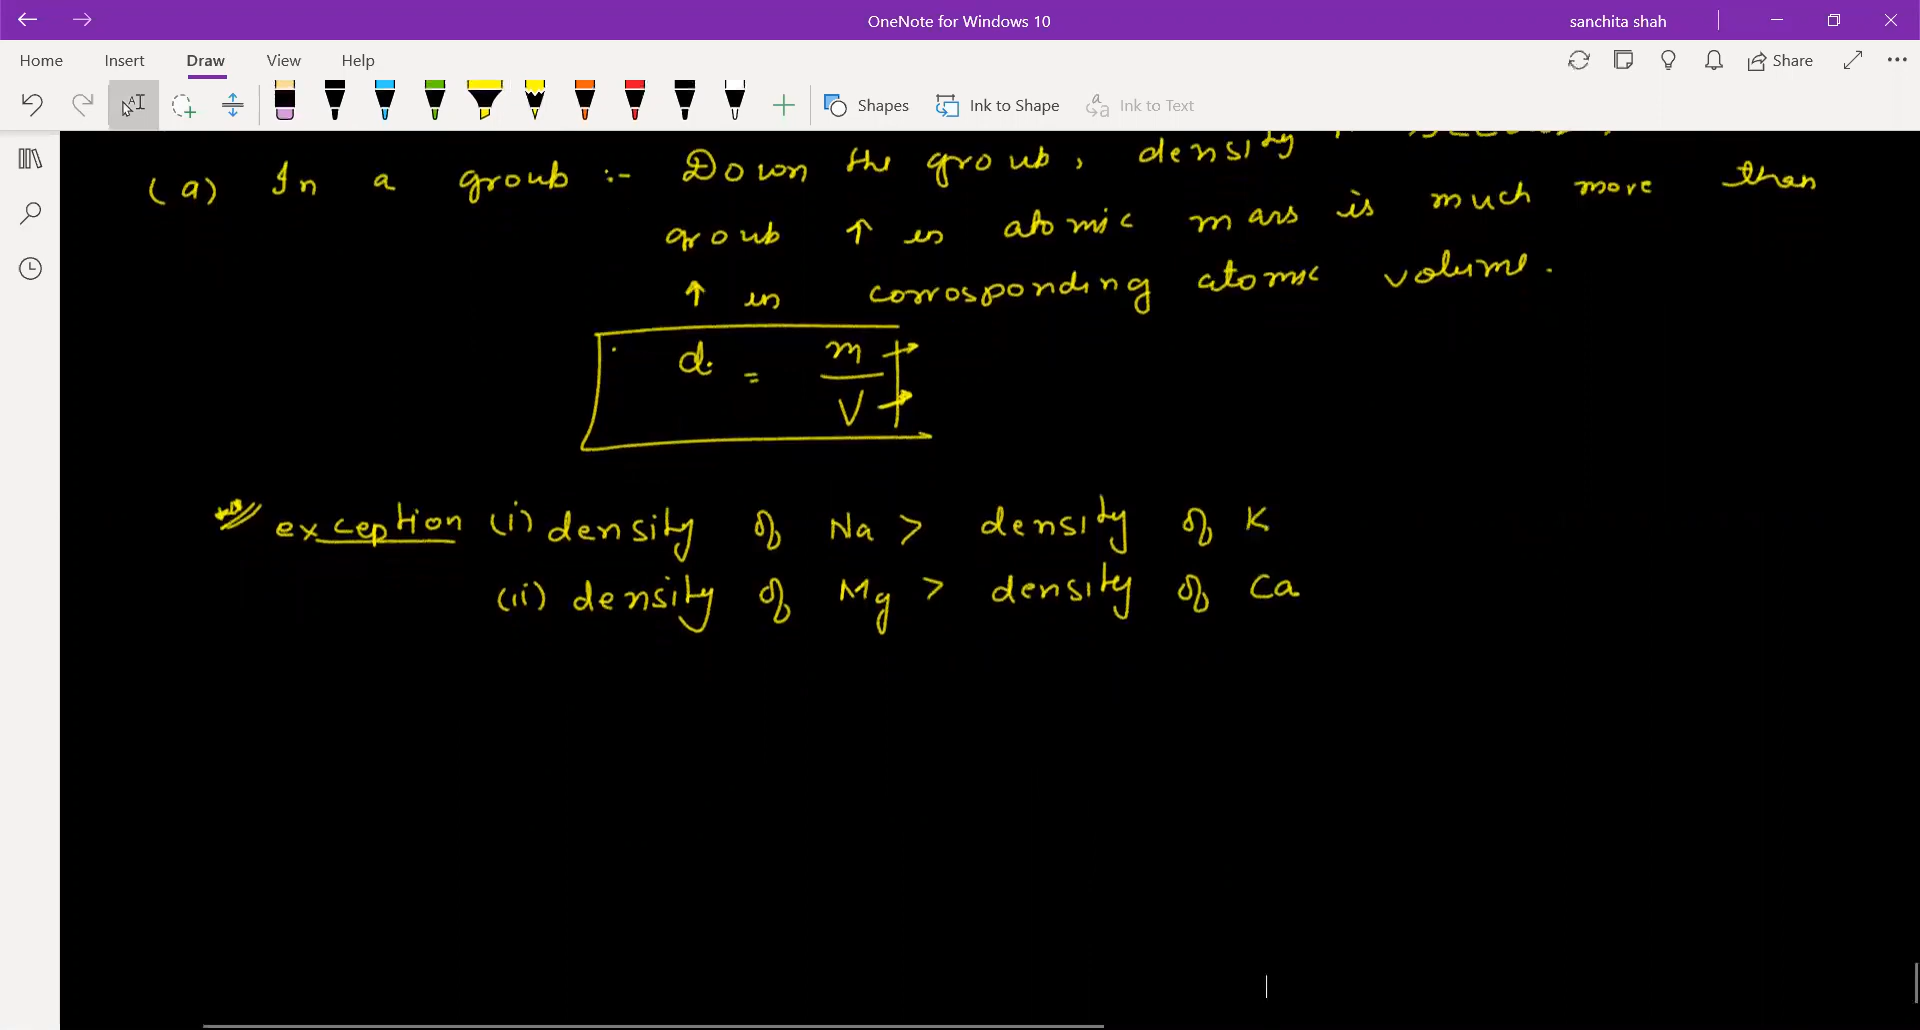 OneNote for Windows 10
sanchita shah
Home Insert Draw View Help
Share
Shapes Ink to Shape Ink to Text
(a) In a group :- Down the group, density
group ↑ in atomic mass is much more than
↑ in corrosponding atomic volume.
d = m/V
exception (i) density of Na > density of K
(ii) density of Mg > density of Ca